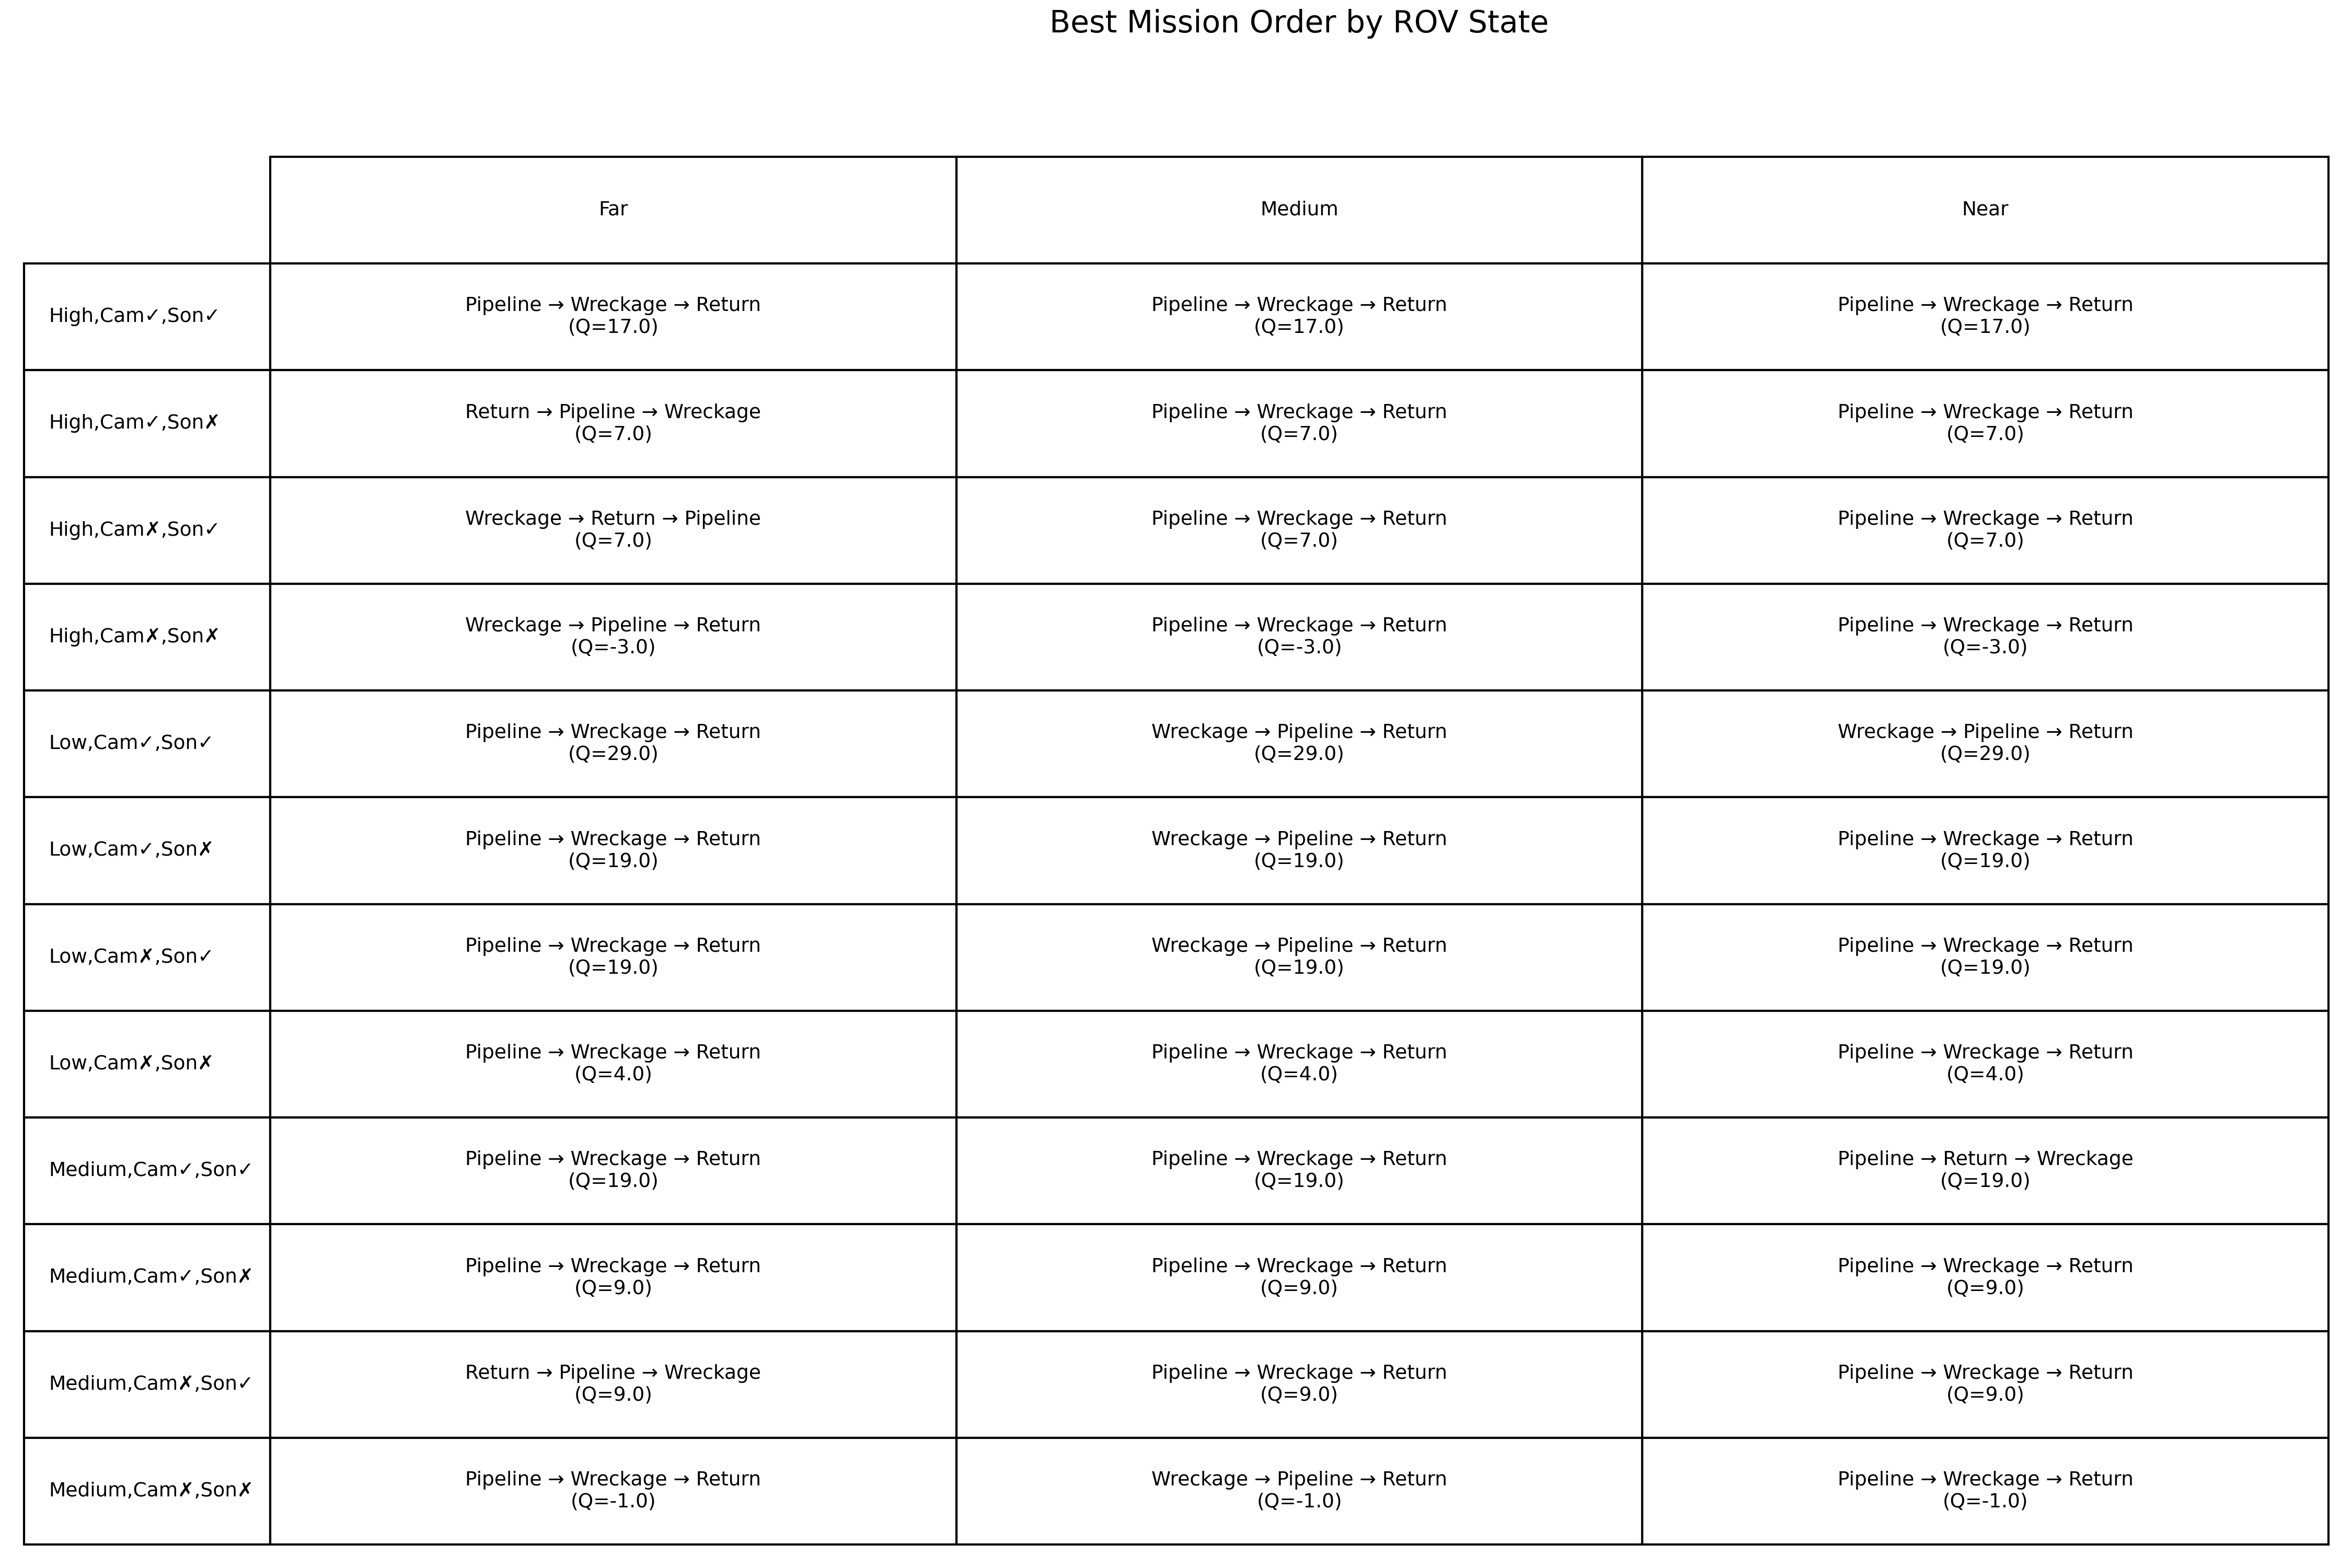 Best Mission Order by ROV State
Far Medium Near
High,Cam✓,Son✓
Pipeline → Wreckage → Return
(Q=17.0)
Pipeline → Wreckage → Return
(Q=17.0)
Pipeline → Wreckage → Return
(Q=17.0)
High,Cam✓,Son✗
Return → Pipeline → Wreckage
(Q=7.0)
Pipeline → Wreckage → Return
(Q=7.0)
Pipeline → Wreckage → Return
(Q=7.0)
High,Cam✗,Son✓
Wreckage → Return → Pipeline
(Q=7.0)
Pipeline → Wreckage → Return
(Q=7.0)
Pipeline → Wreckage → Return
(Q=7.0)
High,Cam✗,Son✗
Wreckage → Pipeline → Return
(Q=-3.0)
Pipeline → Wreckage → Return
(Q=-3.0)
Pipeline → Wreckage → Return
(Q=-3.0)
Low,Cam✓,Son✓
Pipeline → Wreckage → Return
(Q=29.0)
Wreckage → Pipeline → Return
(Q=29.0)
Wreckage → Pipeline → Return
(Q=29.0)
Low,Cam✓,Son✗
Pipeline → Wreckage → Return
(Q=19.0)
Wreckage → Pipeline → Return
(Q=19.0)
Pipeline → Wreckage → Return
(Q=19.0)
Low,Cam✗,Son✓
Pipeline → Wreckage → Return
(Q=19.0)
Wreckage → Pipeline → Return
(Q=19.0)
Pipeline → Wreckage → Return
(Q=19.0)
Low,Cam✗,Son✗
Pipeline → Wreckage → Return
(Q=4.0)
Pipeline → Wreckage → Return
(Q=4.0)
Pipeline → Wreckage → Return
(Q=4.0)
Medium,Cam✓,Son✓
Pipeline → Wreckage → Return
(Q=19.0)
Pipeline → Wreckage → Return
(Q=19.0)
Pipeline → Return → Wreckage
(Q=19.0)
Medium,Cam✓,Son✗
Pipeline → Wreckage → Return
(Q=9.0)
Pipeline → Wreckage → Return
(Q=9.0)
Pipeline → Wreckage → Return
(Q=9.0)
Medium,Cam✗,Son✓
Return → Pipeline → Wreckage
(Q=9.0)
Pipeline → Wreckage → Return
(Q=9.0)
Pipeline → Wreckage → Return
(Q=9.0)
Medium,Cam✗,Son✗
Pipeline → Wreckage → Return
(Q=-1.0)
Wreckage → Pipeline → Return
(Q=-1.0)
Pipeline → Wreckage → Return
(Q=-1.0)